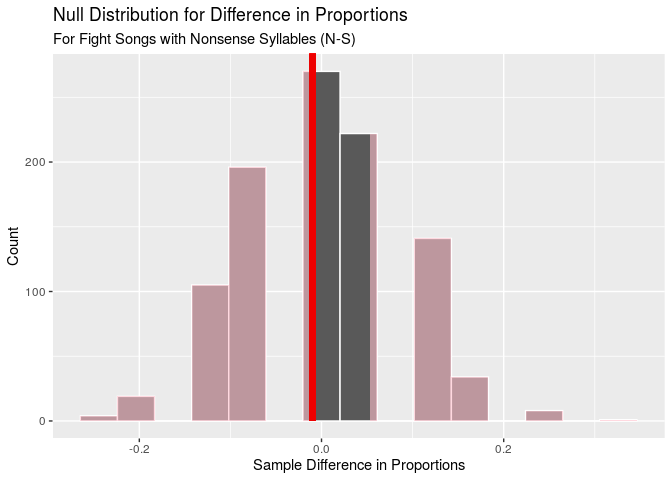 Null Distribution for Difference in Proportions
For Fight Songs with Nonsense Syllables (N-S)
Count
200
100
0
-0.2
0.0
0.2
Sample Difference in Proportions